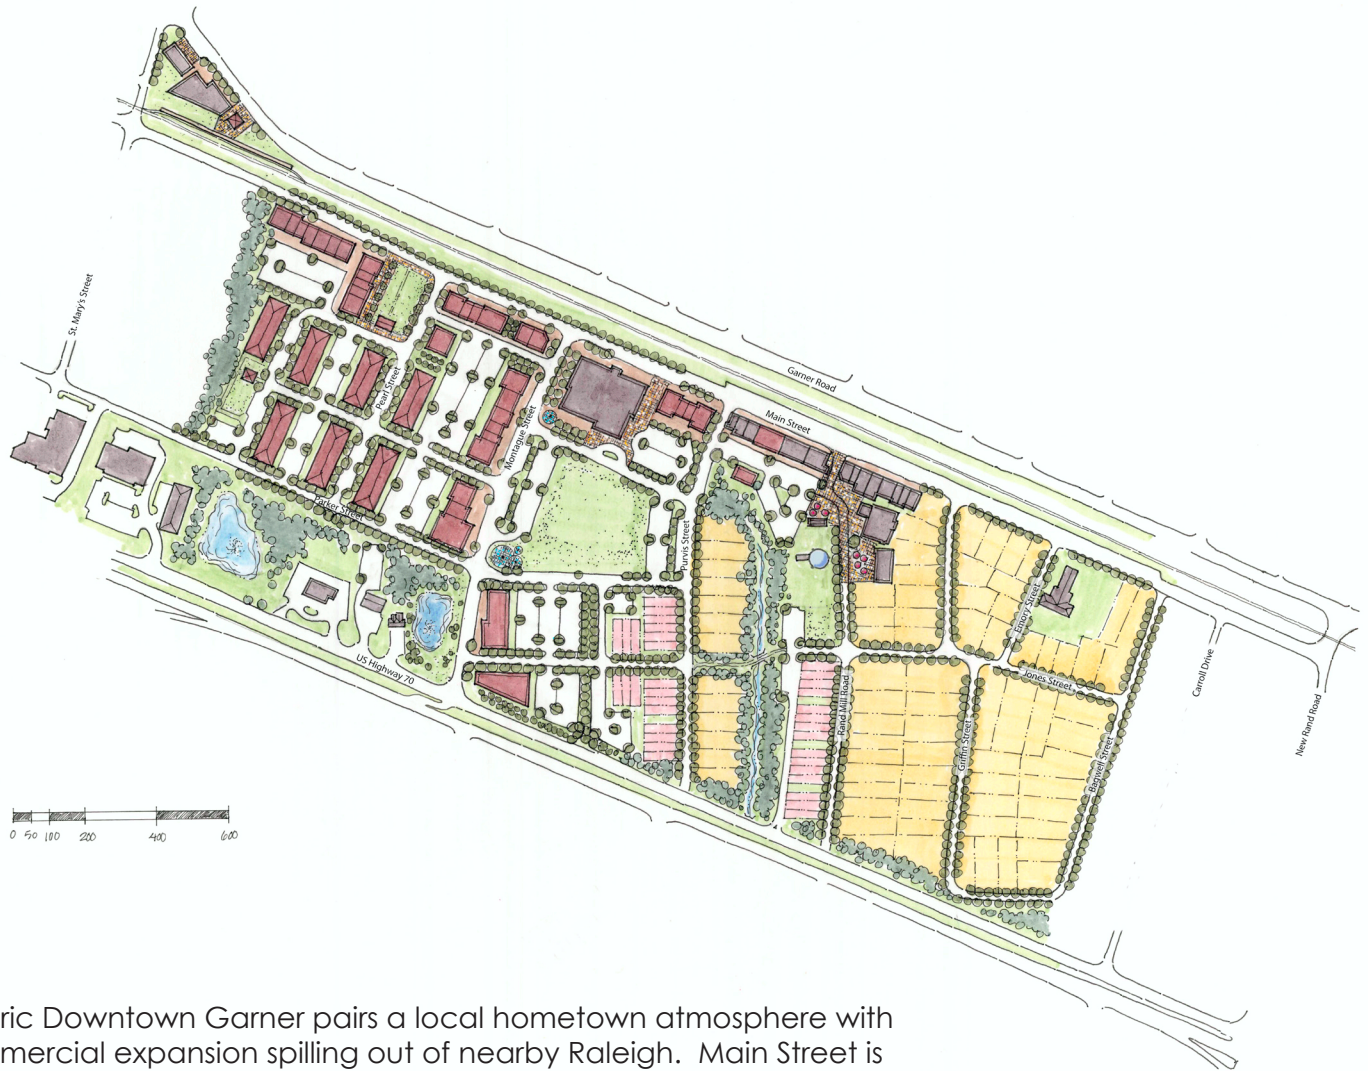 St. Mary's Street
Garner Road
Main Street
Pearl Street
Montague Street
Parker Street
Purvis Street
US Highway 70
Emory Street
Jones Street
Rand Mill Road
Griffin Street
Bagwell Street
Carroll Drive
New Rand Road
0 50 100 200 400 600
ric Downtown Garner pairs a local hometown atmosphere with
mercial expansion spilling out of nearby Raleigh. Main Street is